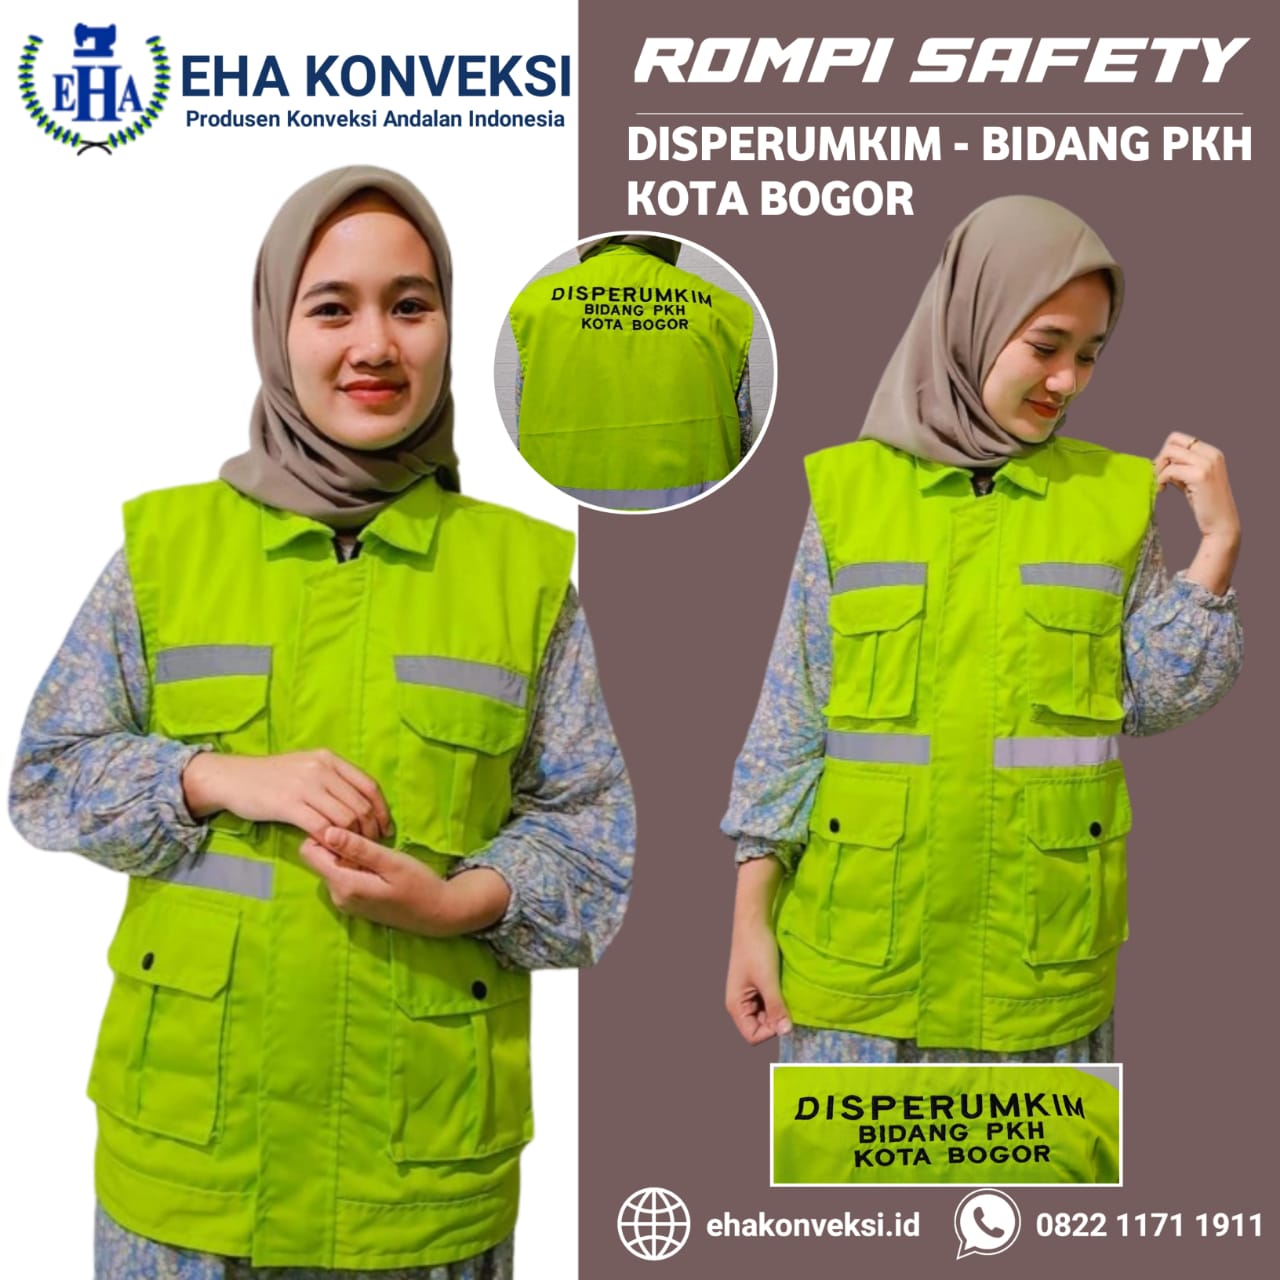 EHA
EHA KONVEKSI
Produsen Konveksi Andalan Indonesia
ROMPI SAFETY
DISPERUMKIM - BIDANG PKH
KOTA BOGOR
DISPERUMKIM
BIDANG PKH
KOTA BOGOR
DISPERUMKIM
BIDANG PKH
KOTA BOGOR
ehakonveksi.id
0822 1171 1911